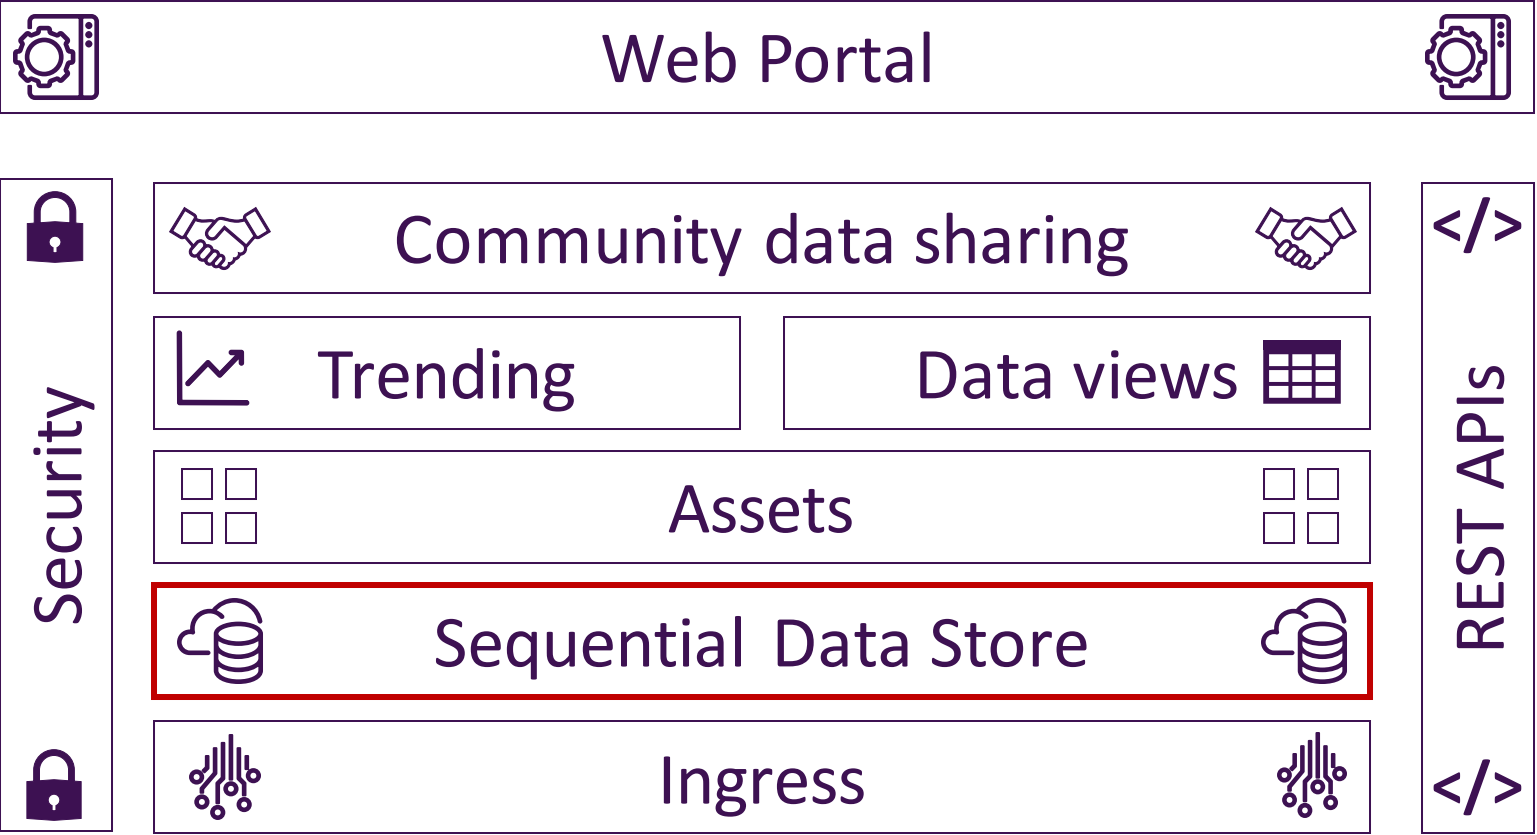 Web Portal
Security
Community data sharing
Trending
Data views
Assets
Sequential Data Store
Ingress
</>
REST APIs
</>